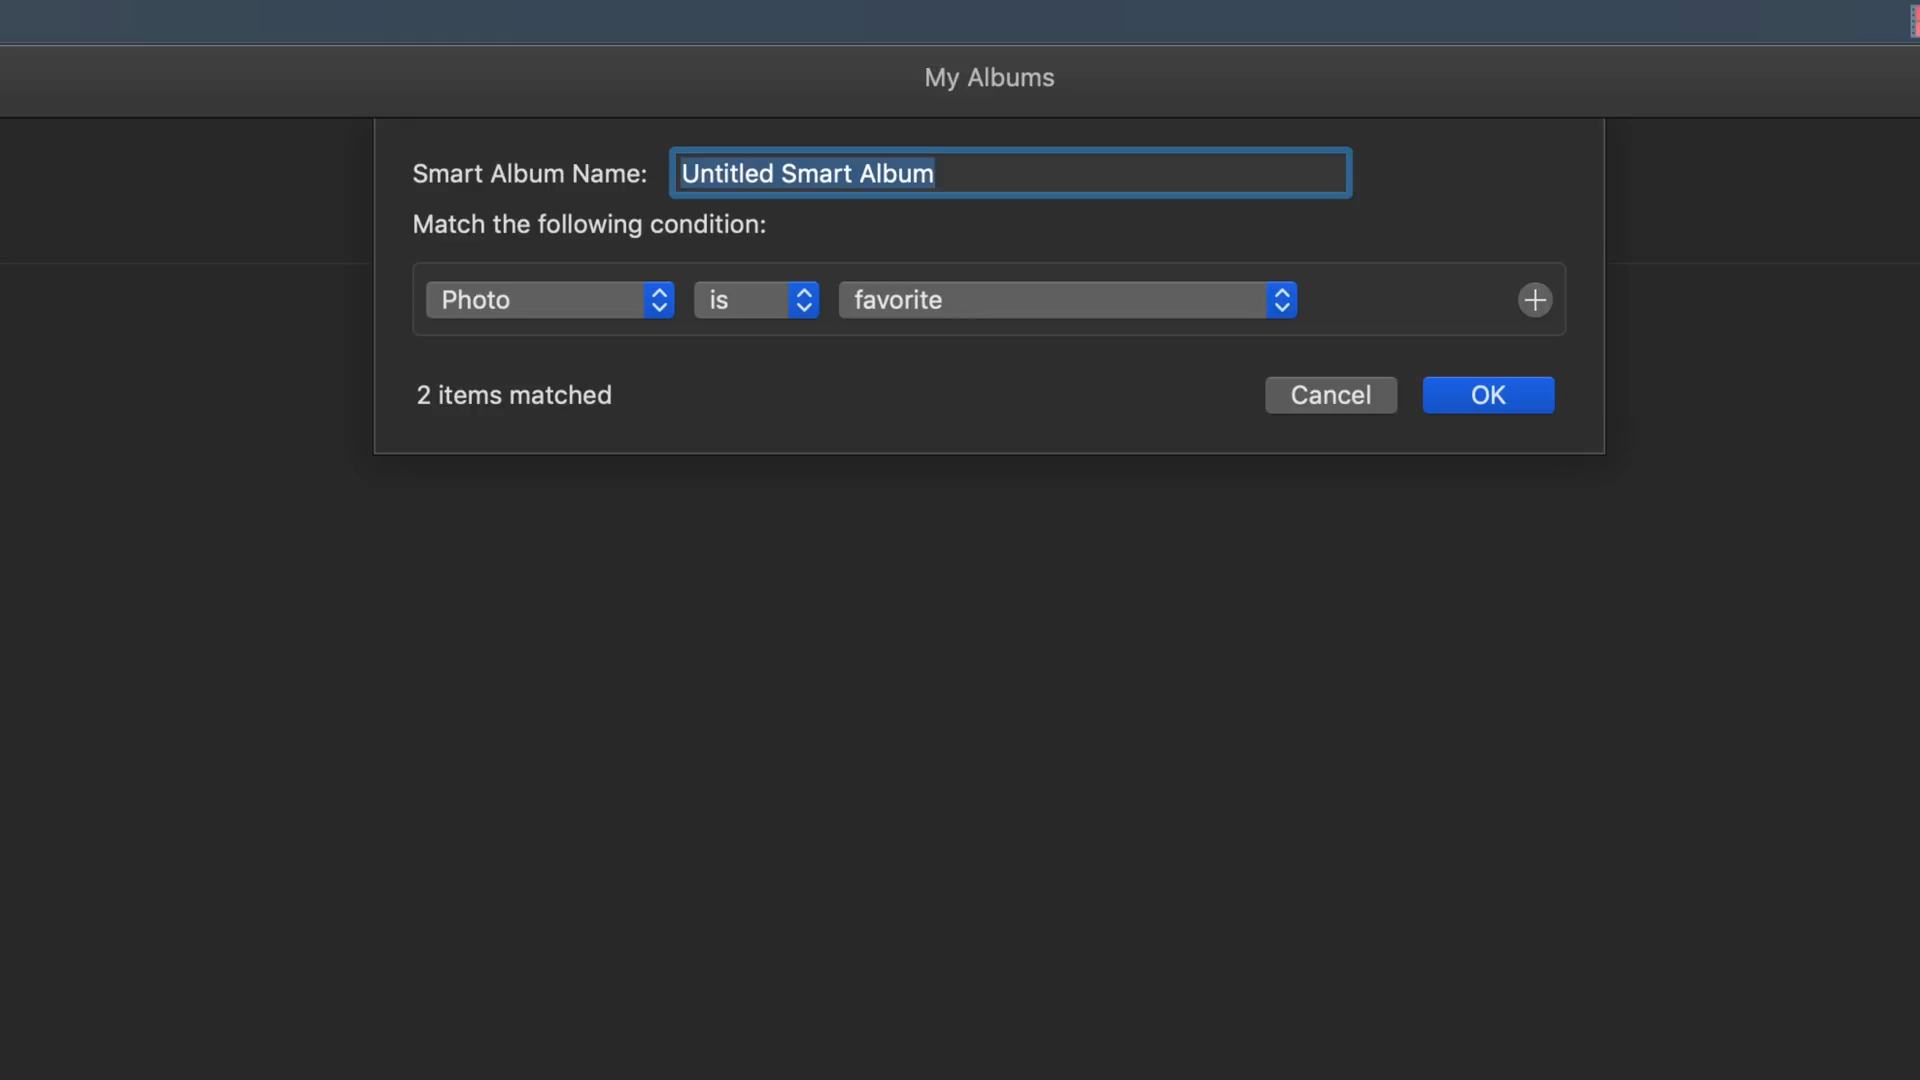 My Albums
Smart Album Name: Untitled Smart Album
Match the following condition:
Photo is favorite
2 items matched Cancel OK